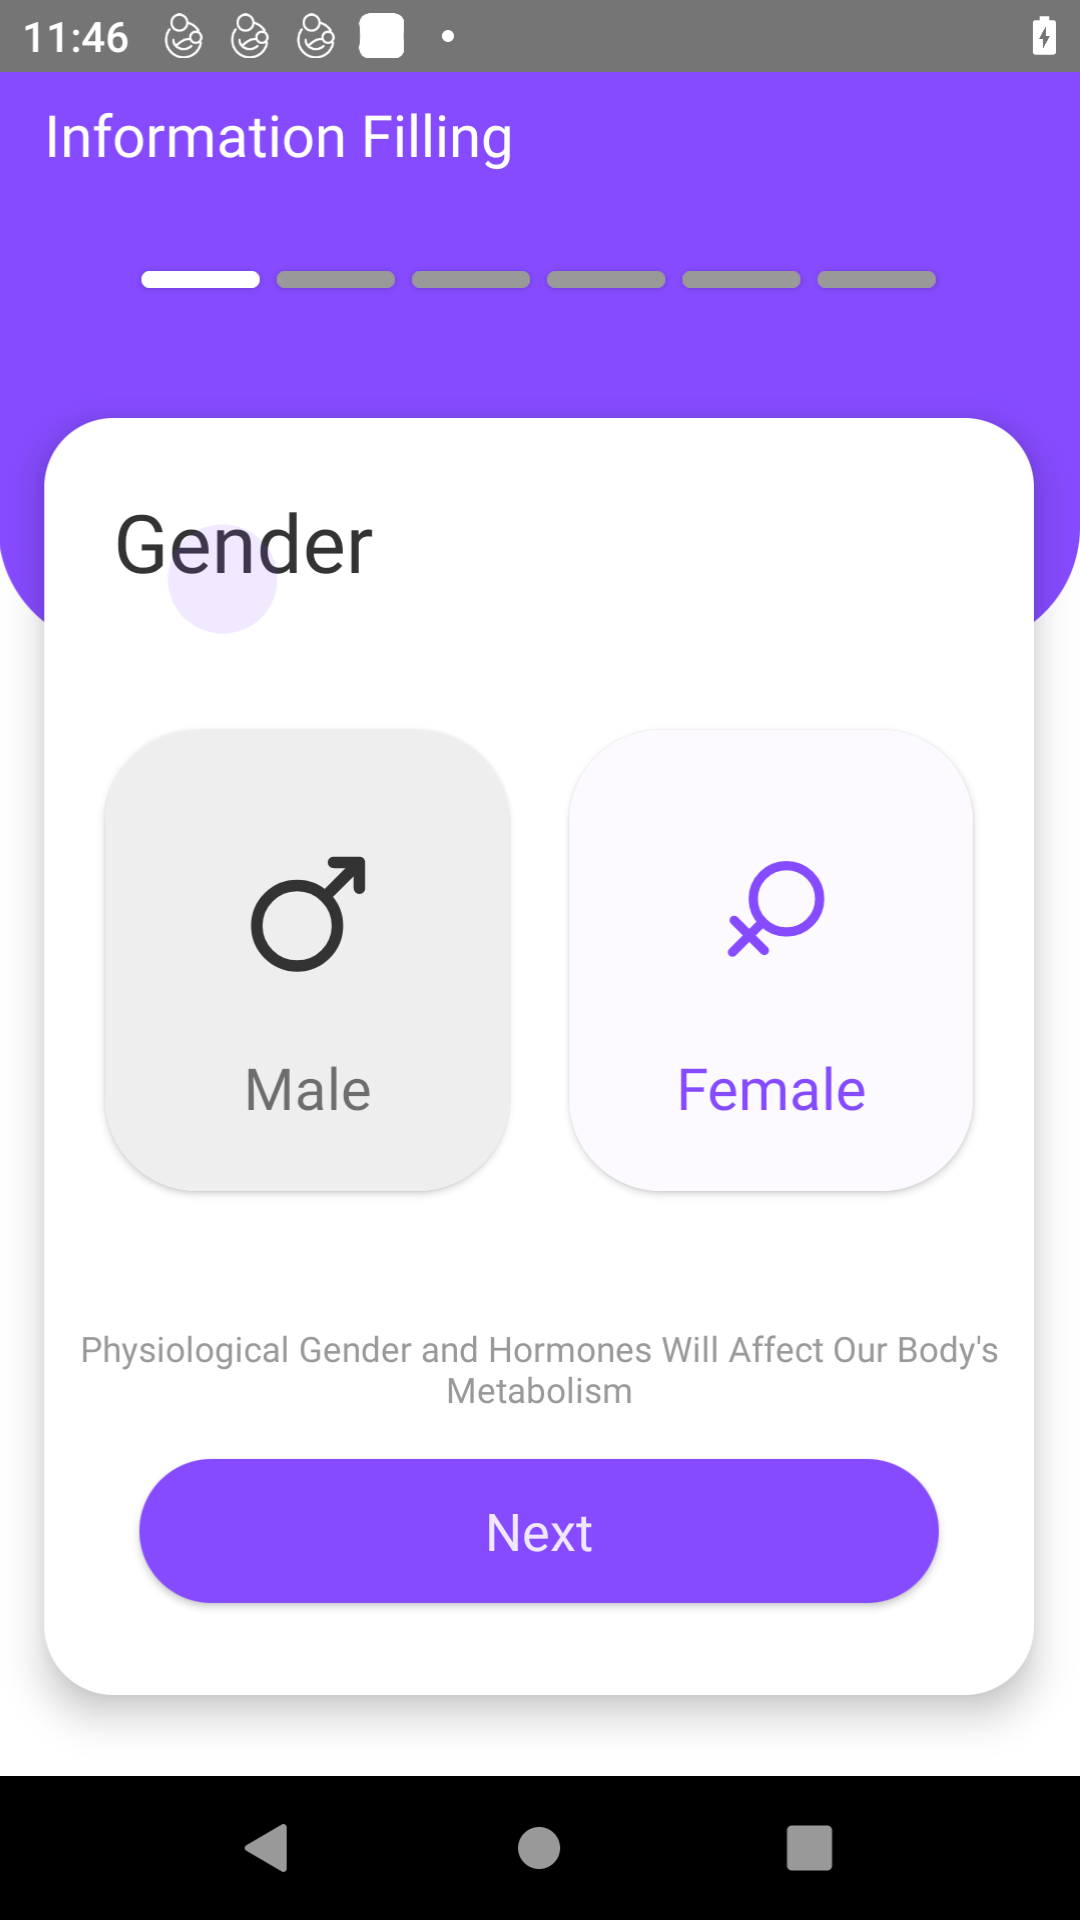 11:46
Information Filling
Gender
Male
Female
Physiological Gender and Hormones Will Affect Our Body's
Metabolism
Next